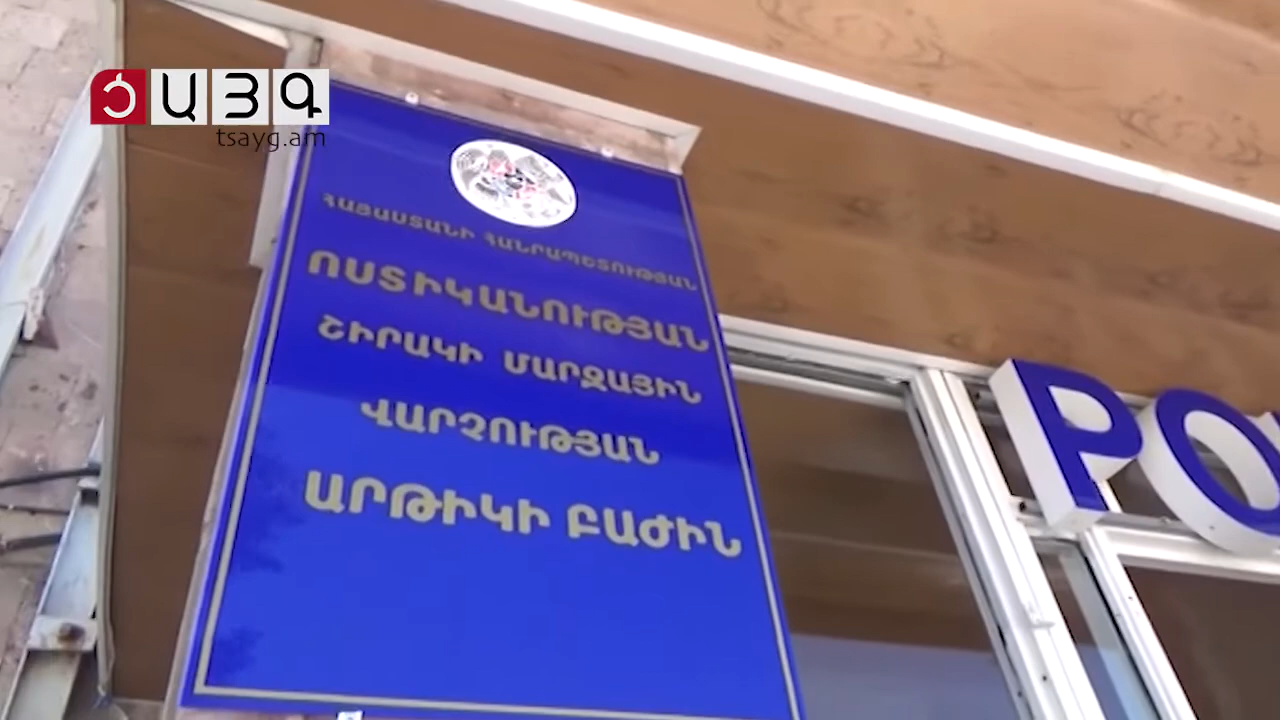 ԾԱՅԳ
tsayg.am
ՀԱՅԱՍՏԱՆԻ ՀԱՆՐԱՊԵՏՈՒԹՅԱՆ
ՈՍՏԻԿԱՆՈՒԹՅԱՆ
ՇԻՐԱԿԻ ՄԱՐԶԱՅԻՆ
ՎԱՐՉՈՒԹՅԱՆ
ԱՐԹԻԿԻ ԲԱԺԻՆ
PO